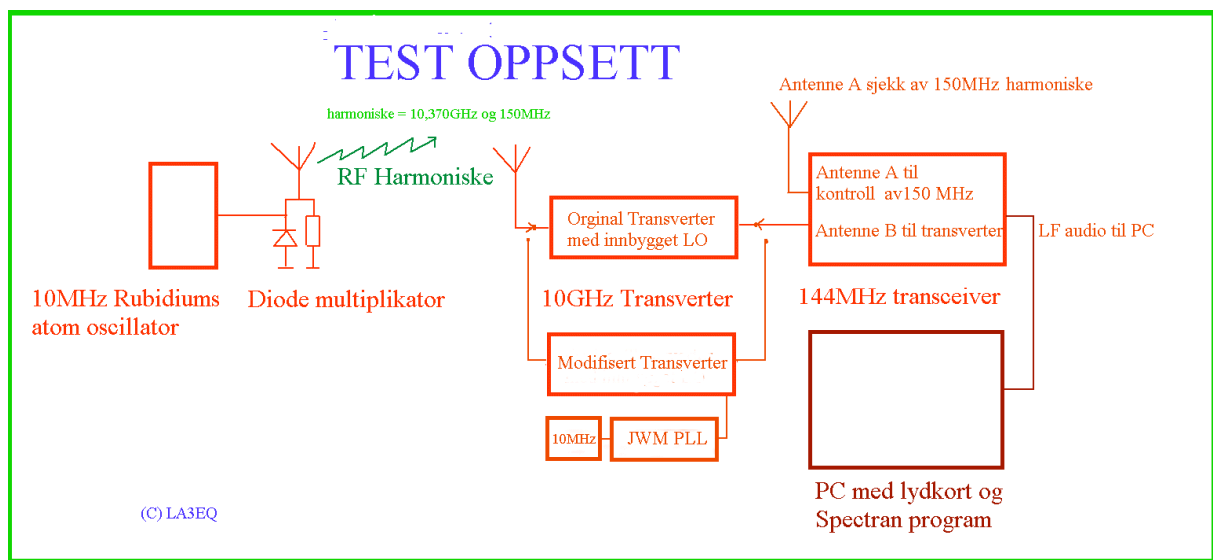 TEST OPPSETT
harmoniske = 10,370GHz og 150MHz
RF Harmoniske
Antenne A sjekk av 150MHz harmoniske
Antenne A til
kontroll av150 MHz
Antenne B til transverter
LF audio til PC
Orginal Transverter
med innbygget LO
10MHz Rubidiums
atom oscillator
Diode multiplikator
10GHz Transverter
144MHz transceiver
Modifisert Transverter
10MHz
JWM PLL
PC med lydkort og
Spectran program
(C) LA3EQ